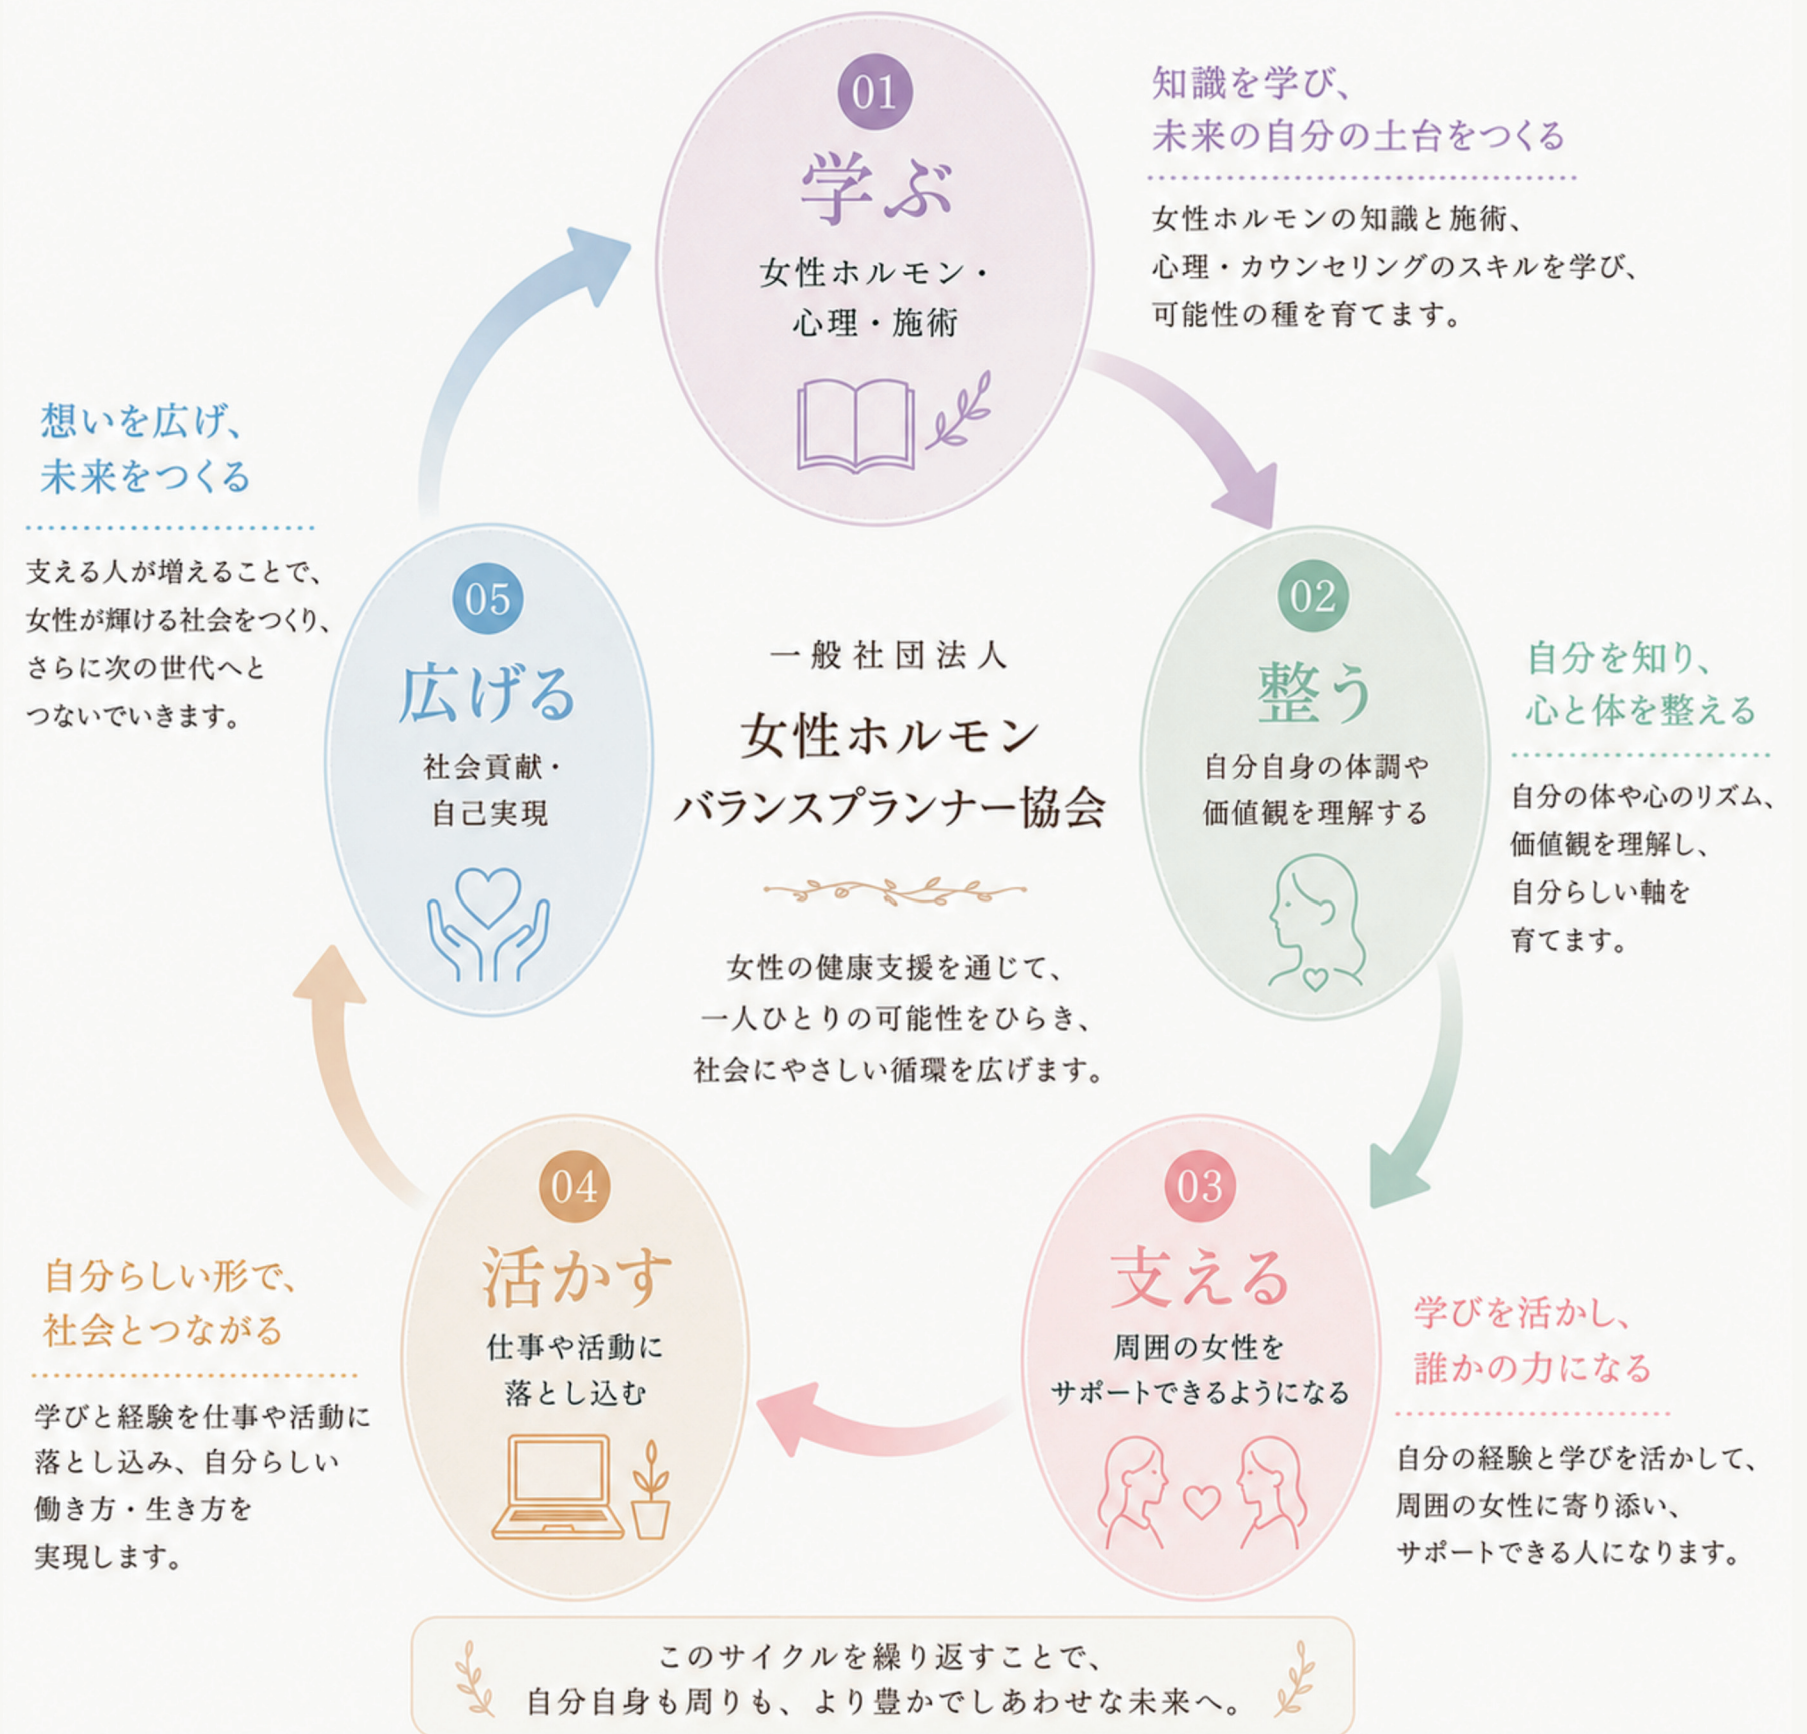 01
学ぶ
女性ホルモン・
心理・施術
知識を学び、
未来の自分の土台をつくる
女性ホルモンの知識と施術、
心理・カウンセリングのスキルを学び、
可能性の種を育てます。
02
整う
自分自身の体調や
価値観を理解する
自分を知り、
心と体を整える
自分の体や心のリズム、
価値観を理解し、
自分らしい軸を
育てます。
03
支える
周囲の女性を
サポートできるようになる
学びを活かし、
誰かの力になる
自分の経験と学びを活かして、
周囲の女性に寄り添い、
サポートできる人になります。
04
活かす
仕事や活動に
落とし込む
自分らしい形で、
社会とつながる
学びと経験を仕事や活動に
落とし込み、自分らしい
働き方・生き方を
実現します。
05
広げる
社会貢献・
自己実現
想いを広げ、
未来をつくる
支える人が増えることで、
女性が輝ける社会をつくり、
さらに次の世代へと
つないでいきます。
一般社団法人
女性ホルモン
バランスプランナー協会
女性の健康支援を通じて、
一人ひとりの可能性をひらき、
社会にやさしい循環を広げます。
このサイクルを繰り返すことで、
自分自身も周りも、より豊かでしあわせな未来へ。